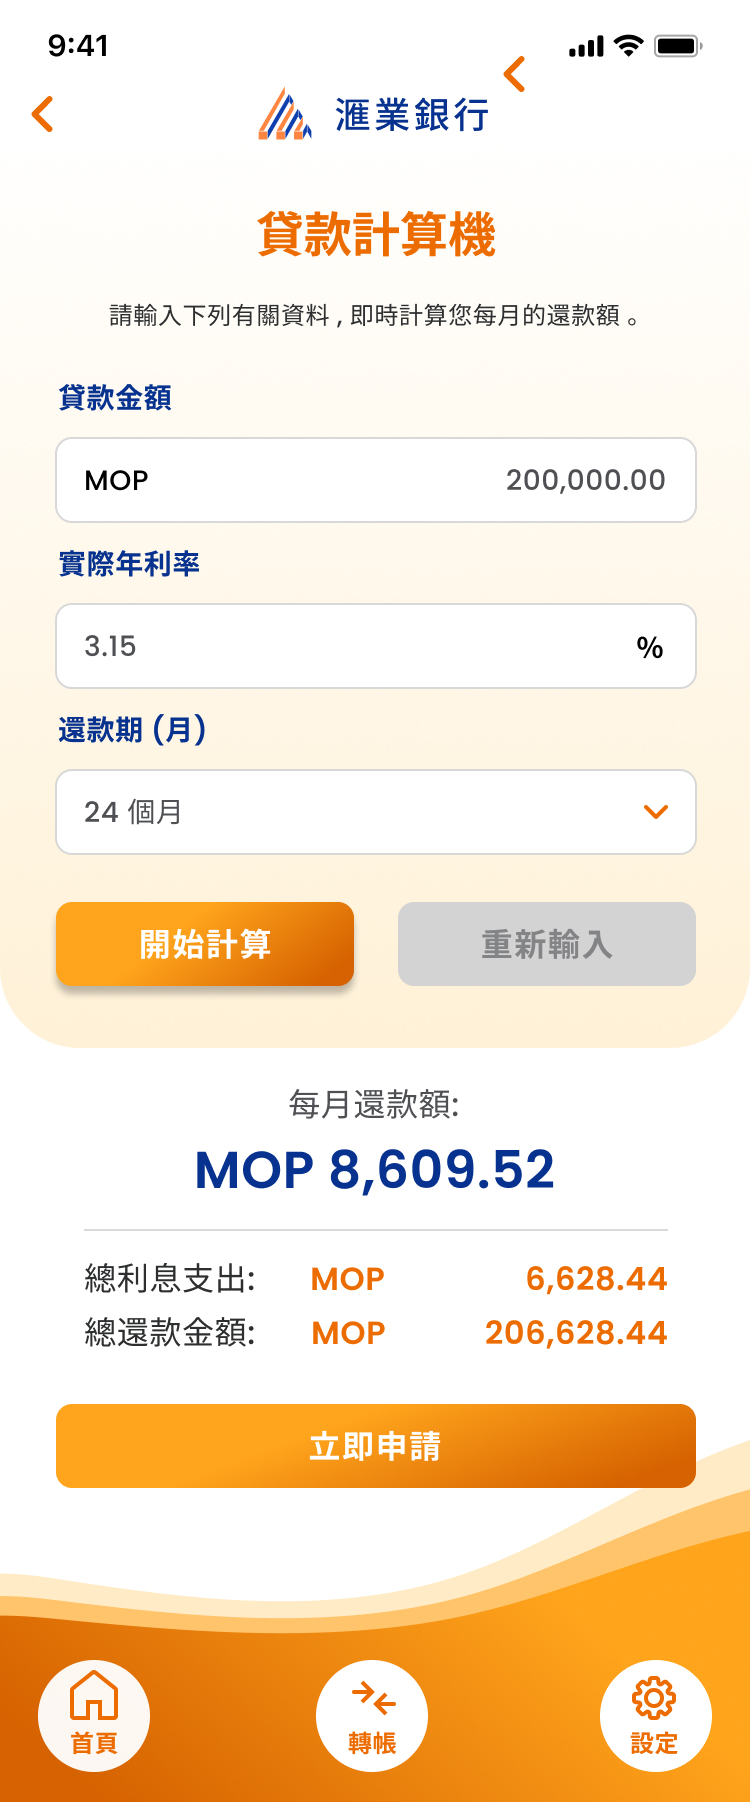 9:41
滙業銀行
貸款計算機
請輸入下列有關資料 , 即時計算您每月的還款額 。
貸款金額
MOP 200,000.00
實際年利率
3.15 %
還款期 (月)
24 個月
開始計算 重新輸入
每月還款額:
MOP 8,609.52
總利息支出: MOP 6,628.44
總還款金額: MOP 206,628.44
立即申請
首頁 轉帳 設定